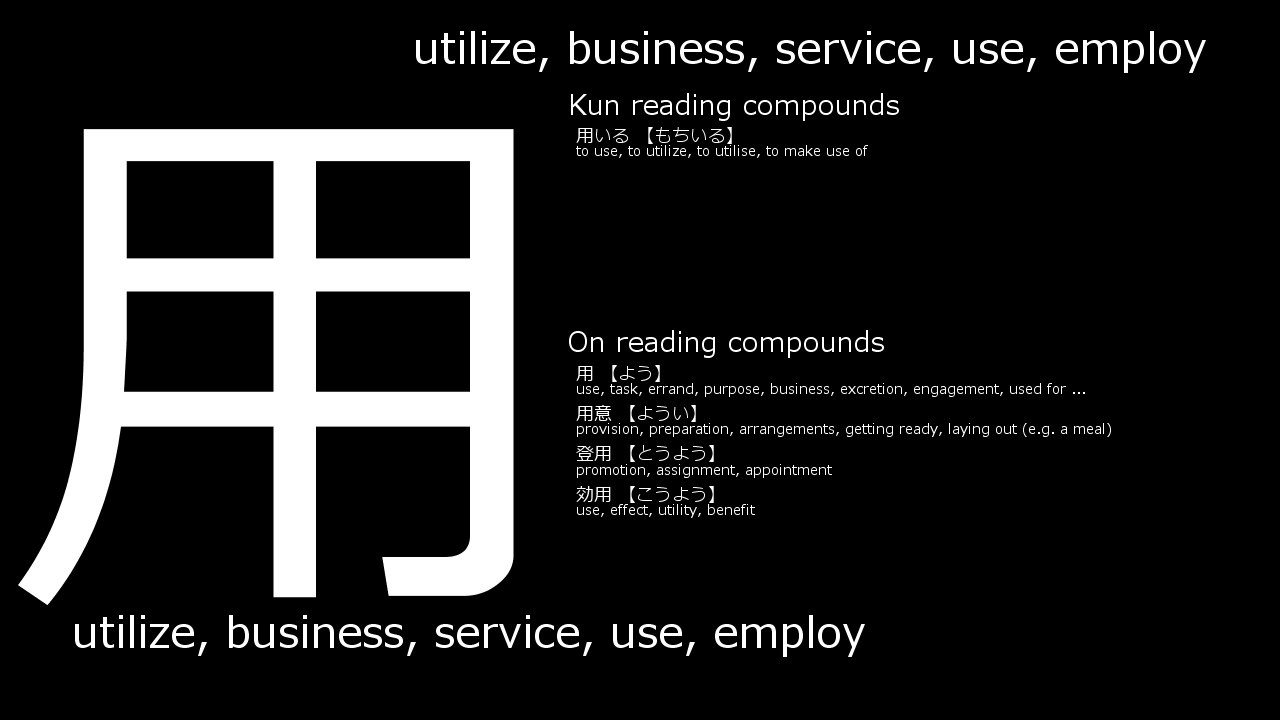 utilize, business, service, use, employ
用
Kun reading compounds
用いる 【もちいる】
to use, to utilize, to utilise, to make use of
On reading compounds
用 【よう】
use, task, errand, purpose, business, excretion, engagement, used for ...
用意 【ようい】
provision, preparation, arrangements, getting ready, laying out (e.g. a meal)
登用 【とうよう】
promotion, assignment, appointment
効用 【こうよう】
use, effect, utility, benefit
utilize, business, service, use, employ